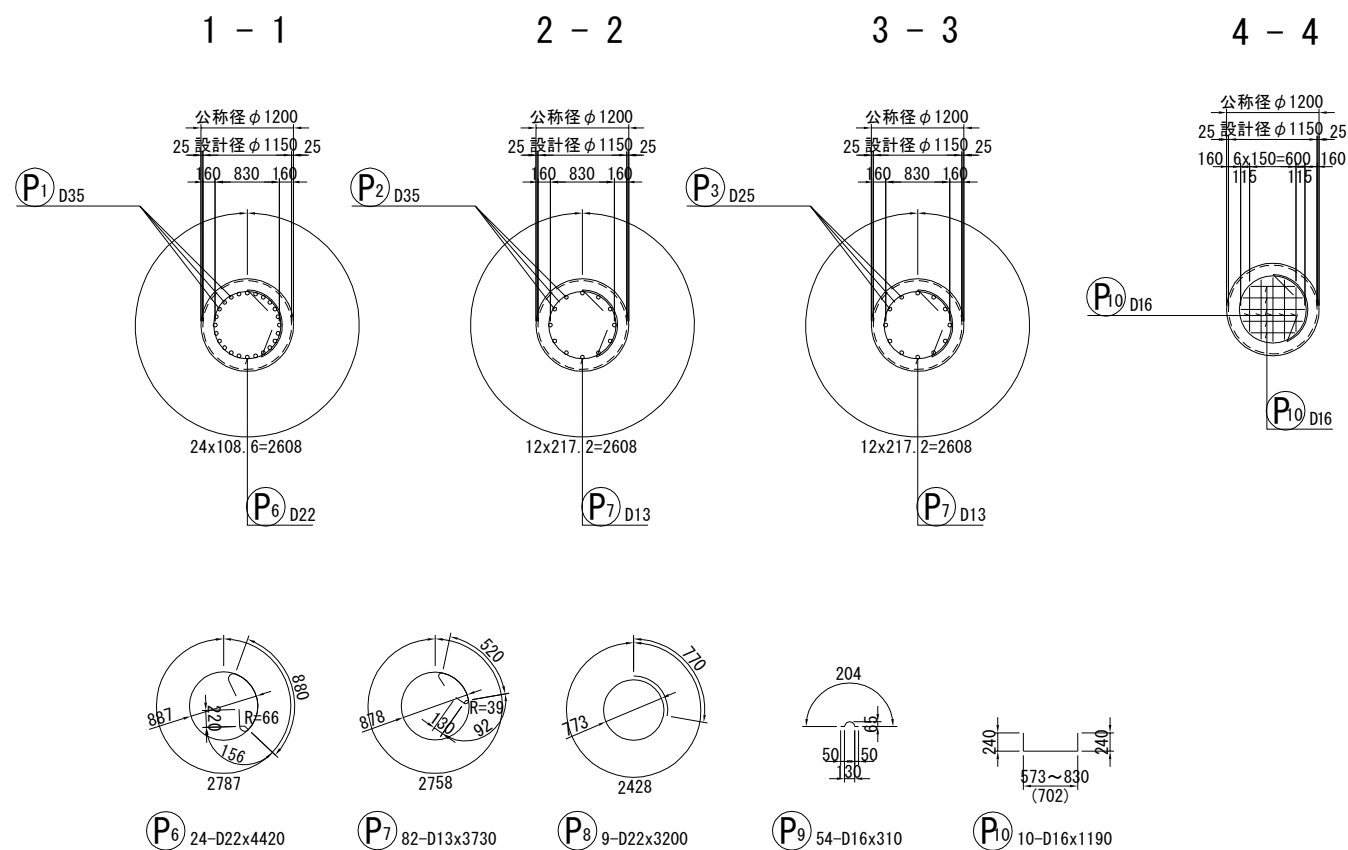 1 - 1
2 - 2
3 - 3
4 - 4
公称径φ1200
25 設計径φ1150 25
160 830 160
P1 D35
24x108.6=2608
P6 D22
公称径φ1200
25 設計径φ1150 25
160 830 160
P2 D35
12x217.2=2608
P7 D13
公称径φ1200
25 設計径φ1150 25
160 830 160
P3 D25
12x217.2=2608
P7 D13
公称径φ1200
25 設計径φ1150 25
160 6x150=600 160
115 115
P10 D16
P10 D16
880
887
220
R=66
156
2787
P6 24-D22x4420
520
878
130
R=39
92
2758
P7 82-D13x3730
770
773
2428
P8 9-D22x3200
204
65
50 50
130
P9 54-D16x310
240 240
573～830
(702)
P10 10-D16x1190